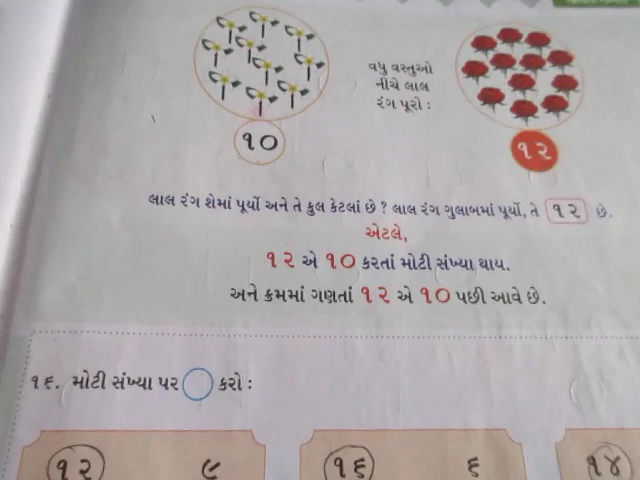 વધુ વસ્તુઓ
નીચે લાલ
રંગ પૂરો :
૧૦
૧૨
લાલ રંગ શેમાં પૂર્યો અને તે કુલ કેટલાં છે ? લાલ રંગ ગુલાબમાં પૂર્યો, તે ૧૨ છે.
એટલે,
૧૨ એ ૧૦ કરતાં મોટી સંખ્યા થાય.
અને ક્રમમાં ગણતાં ૧૨ એ ૧૦ પછી આવે છે.
૧૬. મોટી સંખ્યા પર ◯ કરો :
૧૨ ૯ ૧૬ ૬ ૧૪